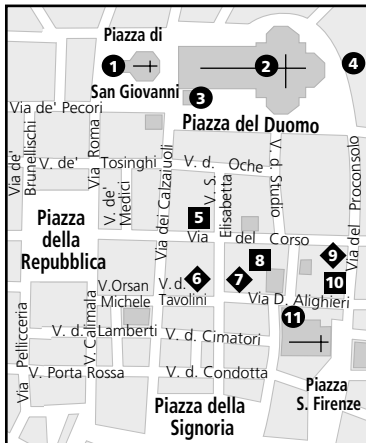 Piazza di
San Giovanni
1
2
3
4
Via de' Pecori
Piazza del Duomo
Via de'
Brunellischi
Via Roma
V. de' Tosinghi
V. d. Oche
V. d. Studio
V. de'
Medici
Via dei Calzaiuoli
V. S.
Elisabetta
Via del Proconsolo
5
Via del Corso
Piazza
della
Repubblica
6
7
8
9
10
V.Orsan
Michele
V. d.
Tavolini
Via D. Alighieri
11
Via Pellicceria
V. Calimala
V. d. Lamberti
V. d. Cimatori
V. Porta Rossa
V. d. Condotta
Piazza della
Signoria
Piazza
S. Firenze